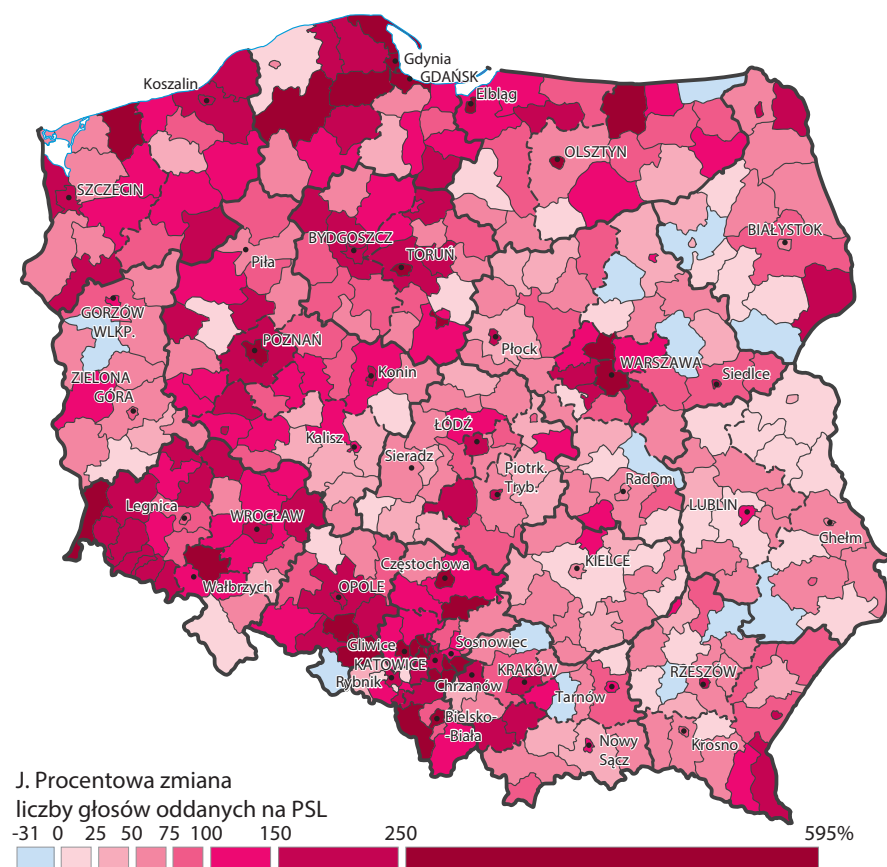 Gdynia
GDAŃSK
Koszalin
Elbląg
OLSZTYN
SZCZECIN
BIAŁYSTOK
BYDGOSZCZ
TORUŃ
Piła
GORZÓW
WLKP.
POZNAŃ
Płock
WARSZAWA
Siedlce
Konin
ZIELONA
GÓRA
ŁÓDŹ
Kalisz
Sieradz
Piotrk.
Tryb.
Radom
Legnica
WROCŁAW
LUBLIN
Chełm
Wałbrzych
Częstochowa
KIELCE
OPOLE
Gliwice
Sosnowiec
KATOWICE
Rybnik
KRAKÓW
Chrzanów
Tarnów
RZESZÓW
Bielsko-
-Biała
Nowy
Sącz
Krosno
J. Procentowa zmiana
liczby głosów oddanych na PSL
-31 0 25 50 75 100 150 250 595%